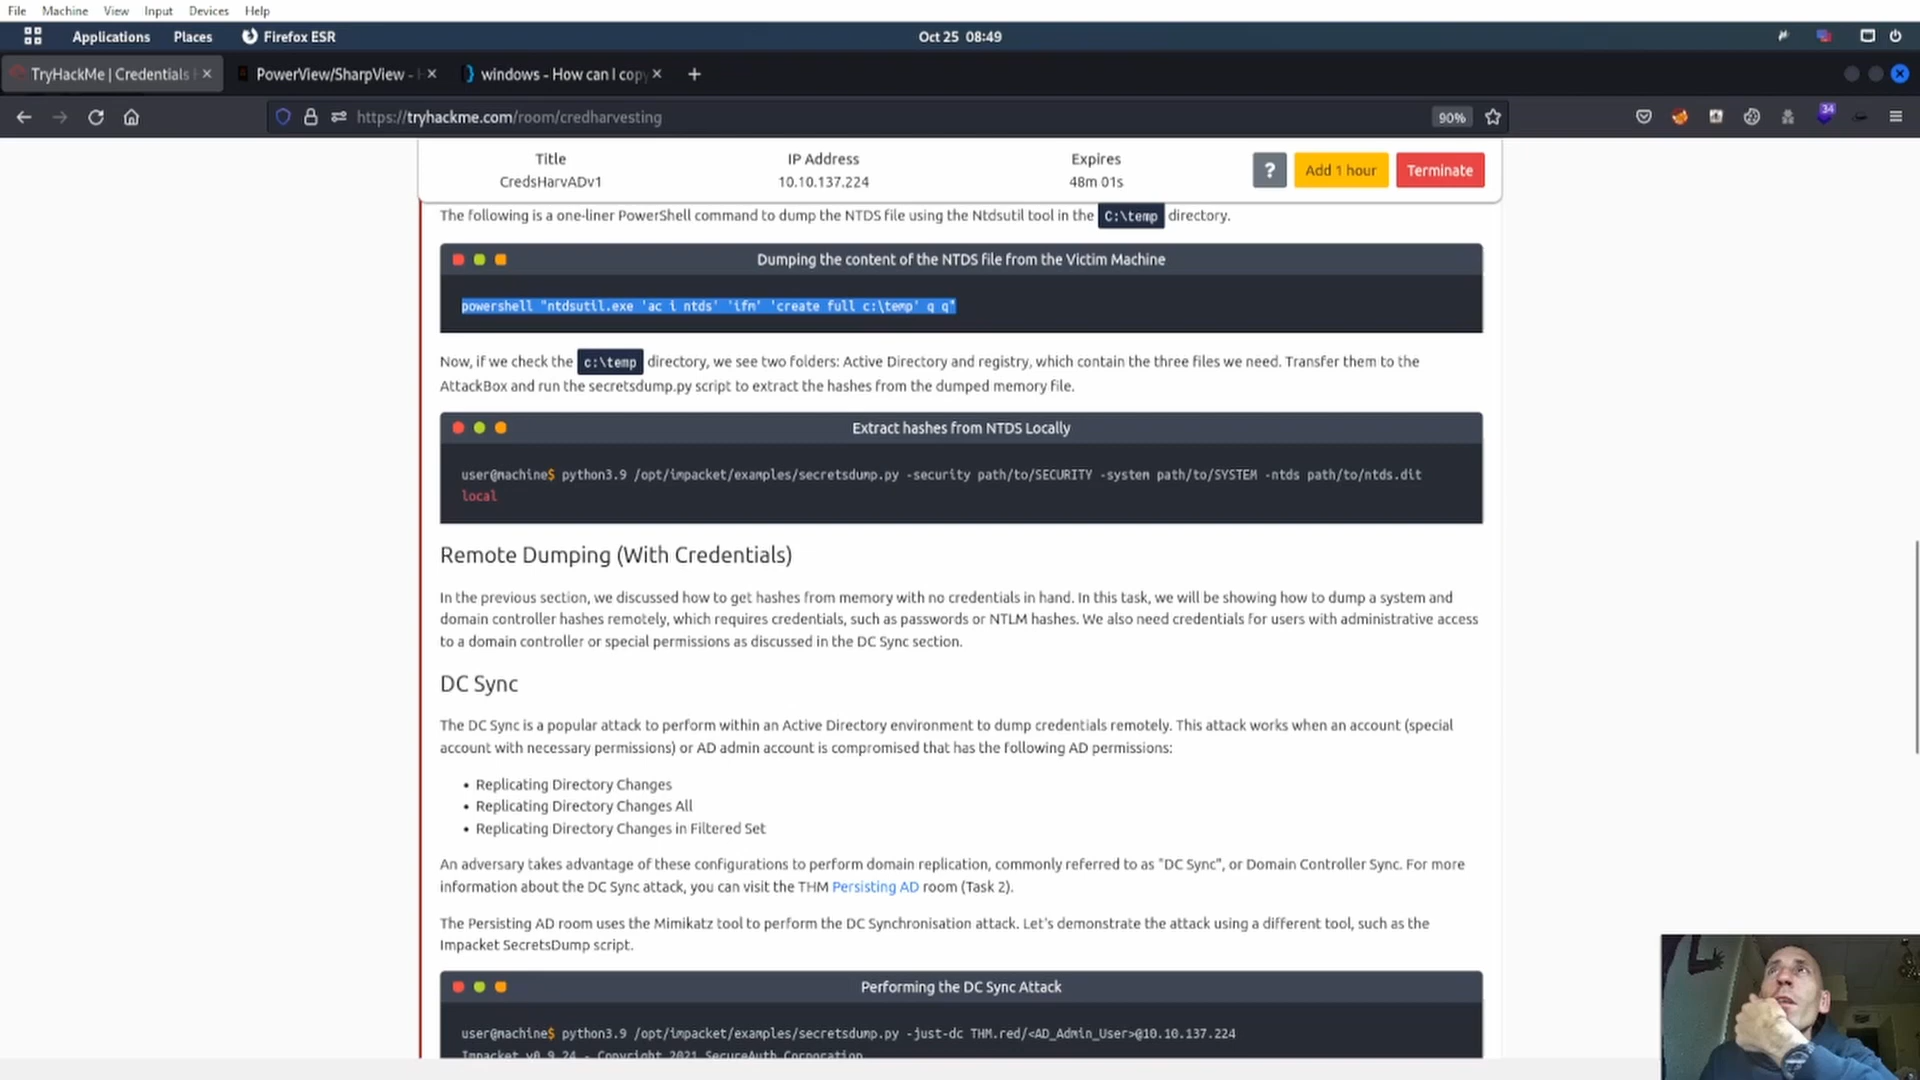 File Machine View Input Devices Help
Applications Places Firefox ESR Oct 25 08:49
TryHackMe | Credentials PowerView/SharpView - windows - How can I copy
https://tryhackme.com/room/credharvesting 90% 34
Title IP Address Expires
CredsHarvADv1 10.10.137.224 48m 01s ? Add 1 hour Terminate
The following is a one-liner PowerShell command to dump the NTDS file using the Ntdsutil tool in the C:\temp directory.
Dumping the content of the NTDS file from the Victim Machine
powershell "ntdsutil.exe 'ac i ntds' 'ifm' 'create full c:\temp' q q"
Now, if we check the c:\temp directory, we see two folders: Active Directory and registry, which contain the three files we need. Transfer them to the
AttackBox and run the secretsdump.py script to extract the hashes from the dumped memory file.
Extract hashes from NTDS Locally
user@machine$ python3.9 /opt/impacket/examples/secretsdump.py -security path/to/SECURITY -system path/to/SYSTEM -ntds path/to/ntds.dit
local
Remote Dumping (With Credentials)
In the previous section, we discussed how to get hashes from memory with no credentials in hand. In this task, we will be showing how to dump a system and
domain controller hashes remotely, which requires credentials, such as passwords or NTLM hashes. We also need credentials for users with administrative access
to a domain controller or special permissions as discussed in the DC Sync section.
DC Sync
The DC Sync is a popular attack to perform within an Active Directory environment to dump credentials remotely. This attack works when an account (special
account with necessary permissions) or AD admin account is compromised that has the following AD permissions:
• Replicating Directory Changes
• Replicating Directory Changes All
• Replicating Directory Changes in Filtered Set
An adversary takes advantage of these configurations to perform domain replication, commonly referred to as "DC Sync", or Domain Controller Sync. For more
information about the DC Sync attack, you can visit the THM Persisting AD room (Task 2).
The Persisting AD room uses the Mimikatz tool to perform the DC Synchronisation attack. Let's demonstrate the attack using a different tool, such as the
Impacket SecretsDump script.
Performing the DC Sync Attack
user@machine$ python3.9 /opt/impacket/examples/secretsdump.py -just-dc THM.red/<AD_Admin_User>@10.10.137.224
Impacket v0.9.24 - Copyright 2021 SecureAuth Corporation